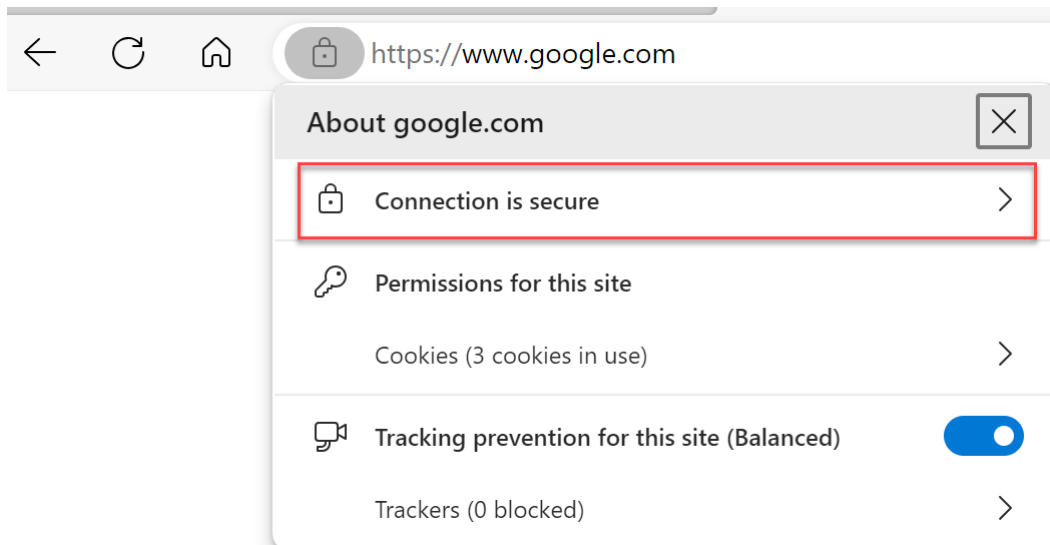 https://www.google.com
About google.com
Connection is secure
Permissions for this site
Cookies (3 cookies in use)
Tracking prevention for this site (Balanced)
Trackers (0 blocked)